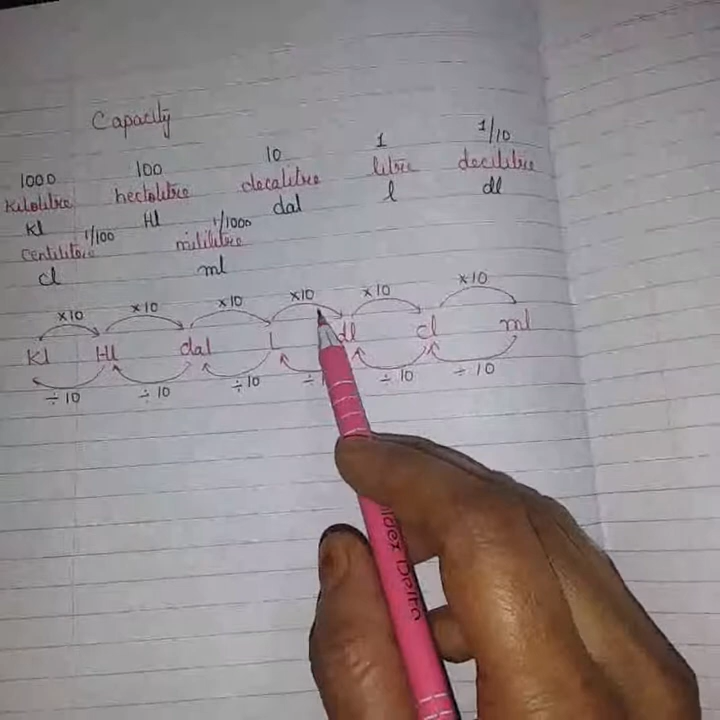 Capacity
1000 100 10 1 1/10
Kilolitre hectolitre decalitre litre decilitre
Kl Hl dal l dl
1/100 1/1000
Centilitre mililitre
cl ml
×10 ×10 ×10 ×10 ×10 ×10
Kl Hl dal l dl cl ml
÷10 ÷10 ÷10 ÷1 ÷10 ÷10